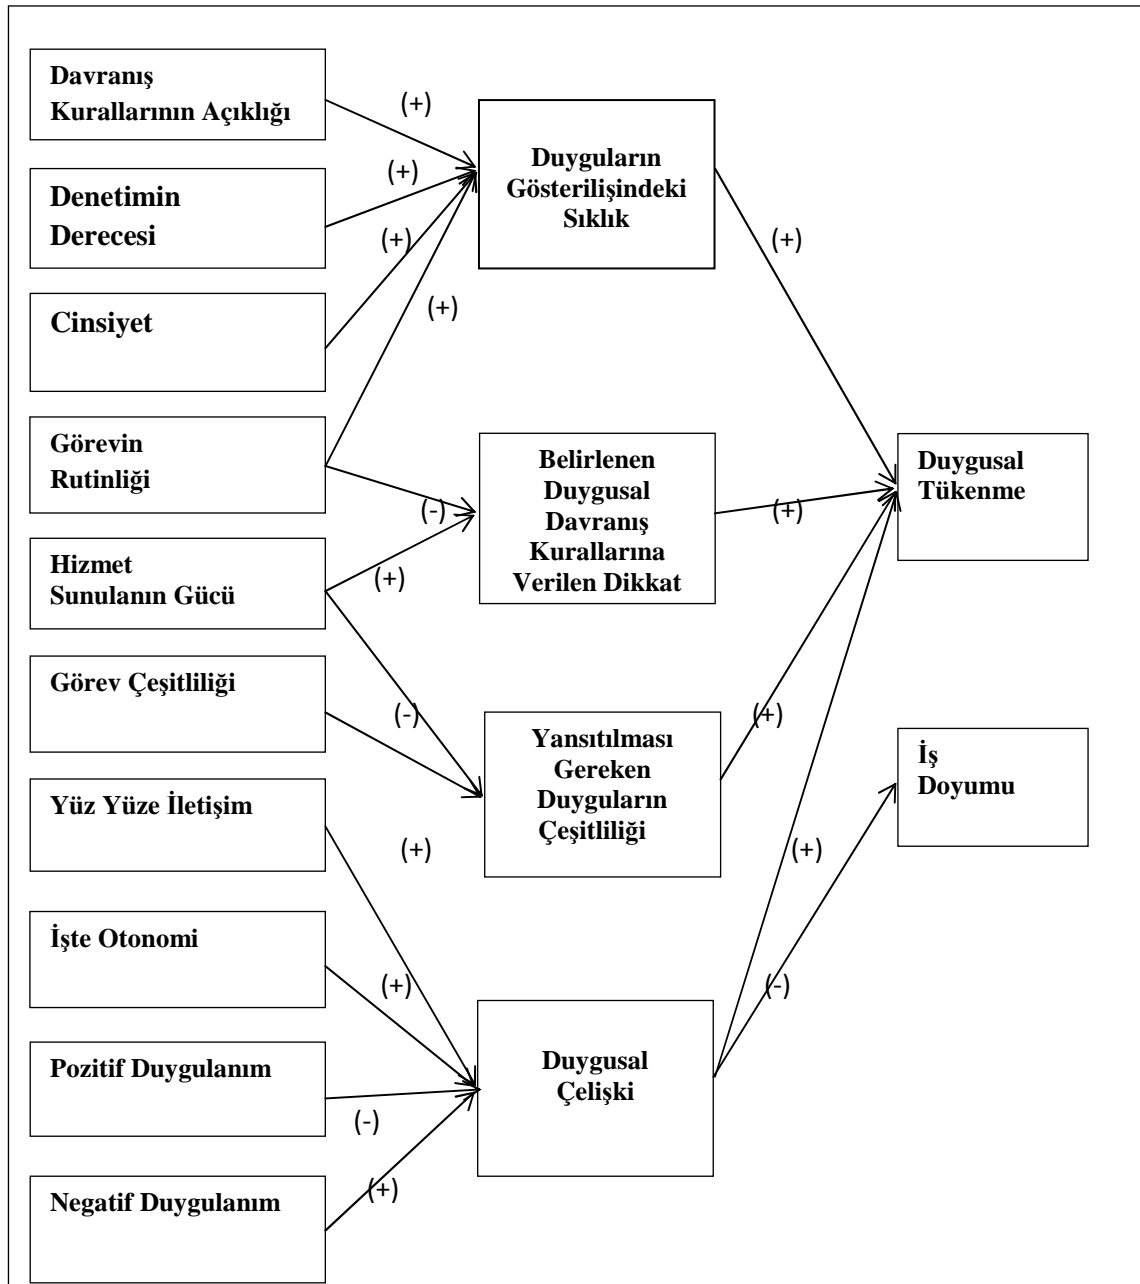 Davranış
Kurallarının Açıklığı
(+)
Duyguların
Gösterilişindeki
Sıklık
Denetimin
Derecesi
(+)
(+)
(+)
Cinsiyet
(+)
Görevin
Rutinliği
Belirlenen
Duygusal
Davranış
Kurallarına
Verilen Dikkat
(-)
(+)
Duygusal
Tükenme
Hizmet
Sunulanın Gücü
(+)
Görev Çeşitliliği
(-)
Yansıtılması
Gereken
Duyguların
Çeşitliliği
(+)
İş
Doyumu
Yüz Yüze İletişim
(+)
(+)
İşte Otonomi
(+)
(-)
Duygusal
Çelişki
Pozitif Duygulanım
(-)
Negatif Duygulanım
(+)